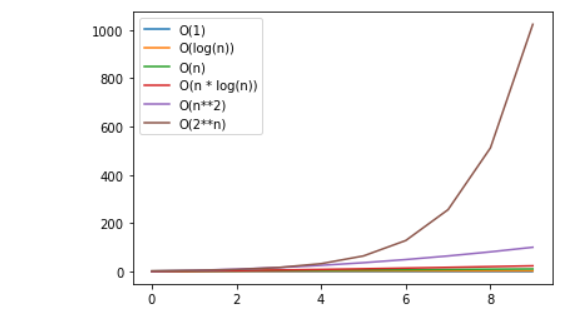 1000
800
600
400
200
0
O(1)
O(log(n))
O(n)
O(n * log(n))
O(n**2)
O(2**n)
0 2 4 6 8